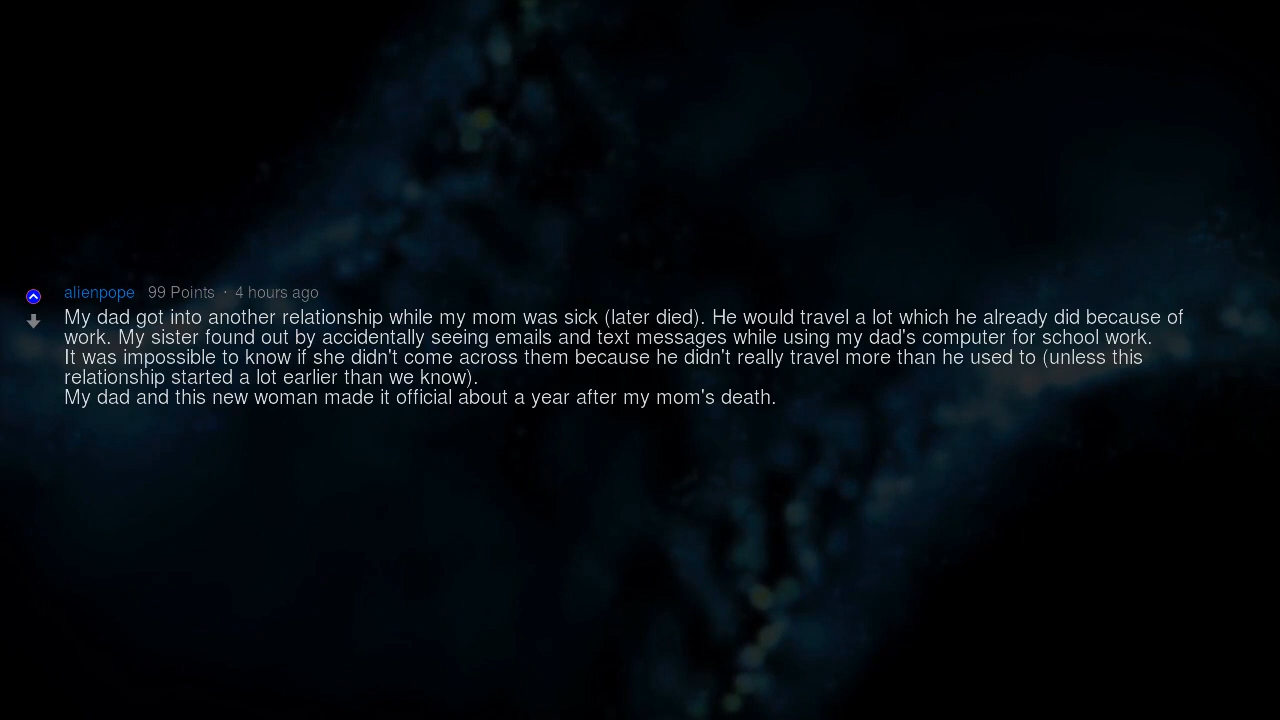 alienpope 99 Points · 4 hours ago
My dad got into another relationship while my mom was sick (later died). He would travel a lot which he already did because of
work. My sister found out by accidentally seeing emails and text messages while using my dad's computer for school work.
It was impossible to know if she didn't come across them because he didn't really travel more than he used to (unless this
relationship started a lot earlier than we know).
My dad and this new woman made it official about a year after my mom's death.